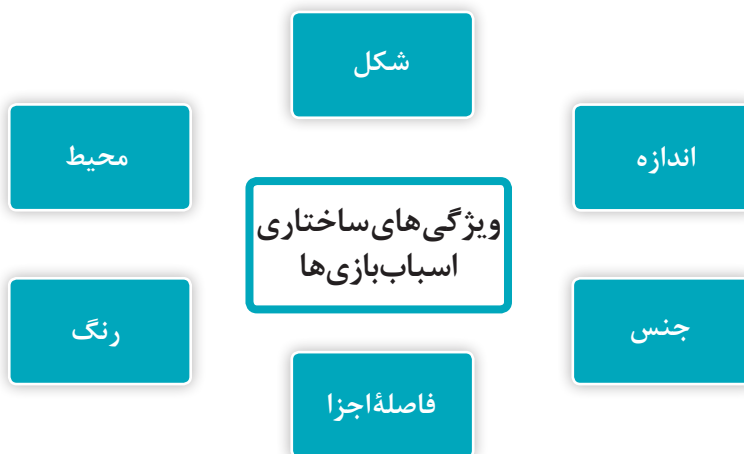 شکل
اندازه
محیط
ویژگی‌های‌ساختاری
اسباب‌بازی‌ها
جنس
رنگ
فاصلۀاجزا